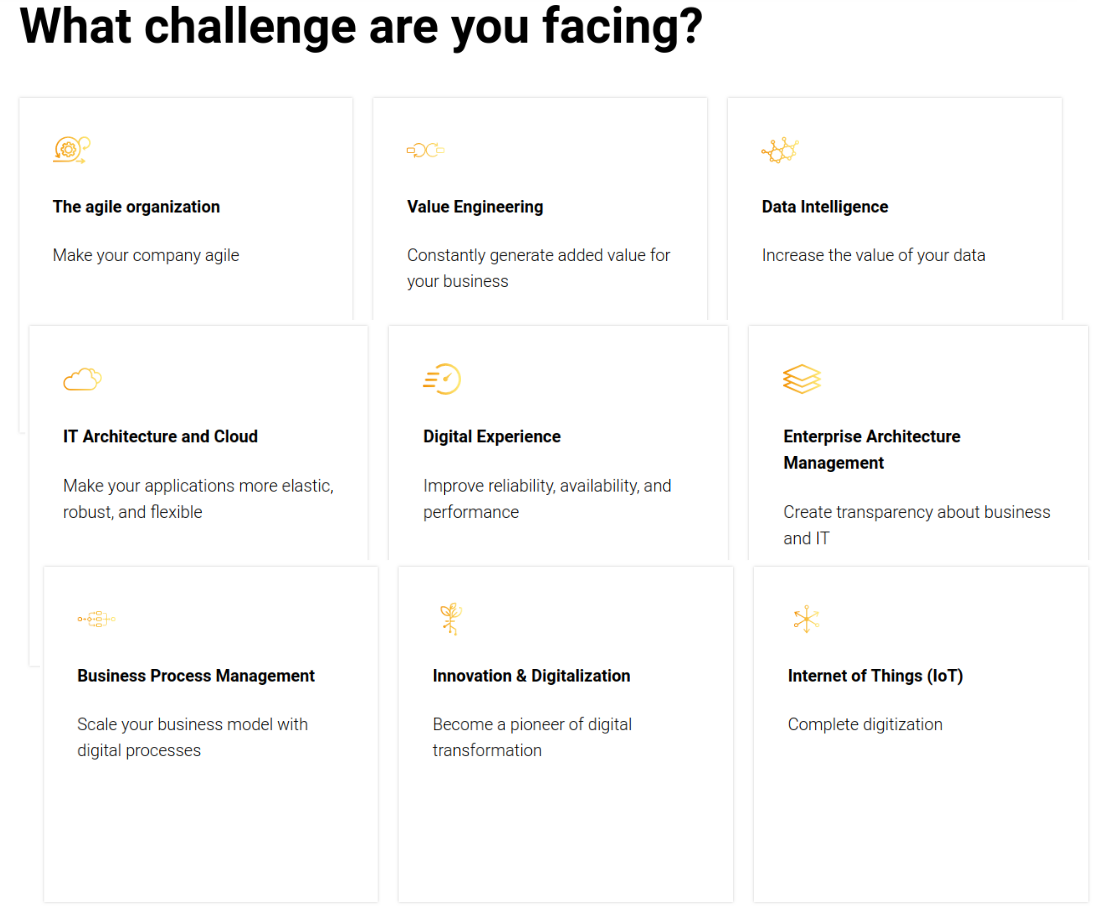 What challenge are you facing?
The agile organization
Make your company agile
Value Engineering
Constantly generate added value for
your business
Data Intelligence
Increase the value of your data
IT Architecture and Cloud
Make your applications more elastic,
robust, and flexible
Digital Experience
Improve reliability, availability, and
performance
Enterprise Architecture
Management
Create transparency about business
and IT
Business Process Management
Scale your business model with
digital processes
Innovation & Digitalization
Become a pioneer of digital
transformation
Internet of Things (IoT)
Complete digitization